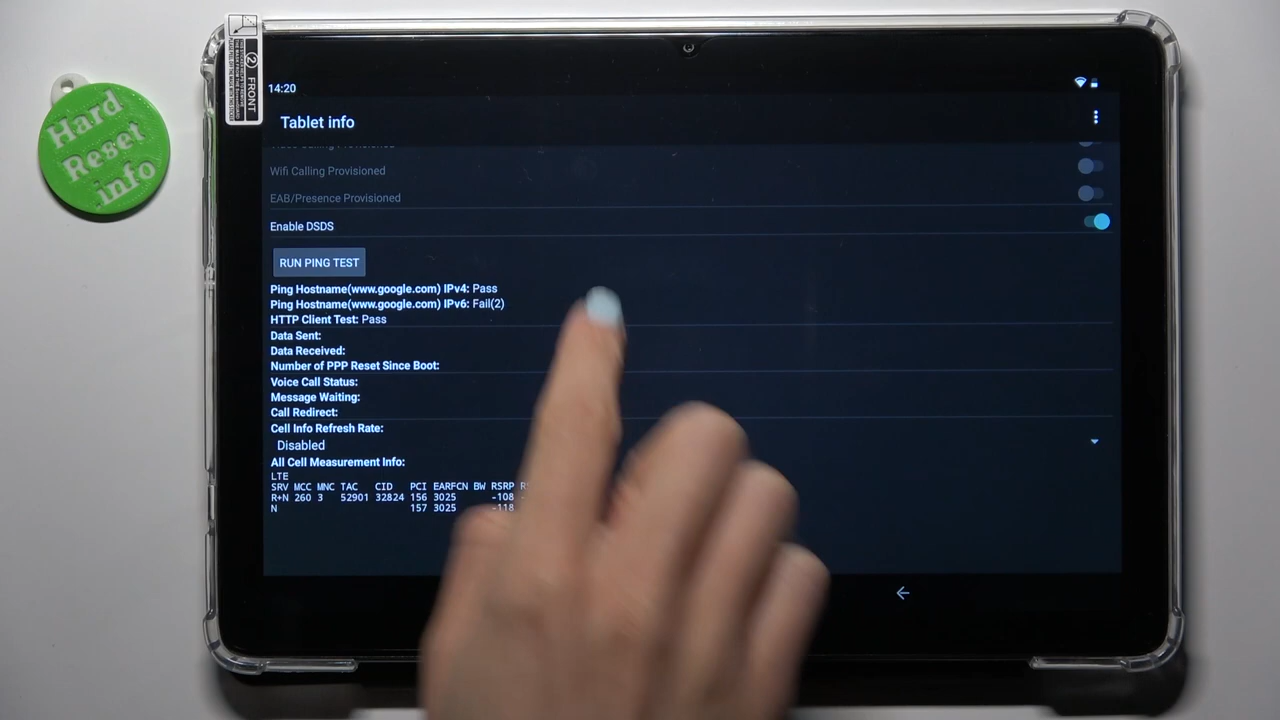 Hard
Reset
info
② FRONT
14:20
Tablet info
Wifi Calling Provisioned
EAB/Presence Provisioned
Enable DSDS
RUN PING TEST
Ping Hostname(www.google.com) IPv4: Pass
Ping Hostname(www.google.com) IPv6: Fail(2)
HTTP Client Test: Pass
Data Sent:
Data Received:
Number of PPP Reset Since Boot:
Voice Call Status:
Message Waiting:
Call Redirect:
Cell Info Refresh Rate:
Disabled
All Cell Measurement Info:
LTE
SRV MCC MNC TAC CID PCI EARFCN BW RSRP
R+N 260 3 52901 32824 156 3025 -108
N 157 3025 -118